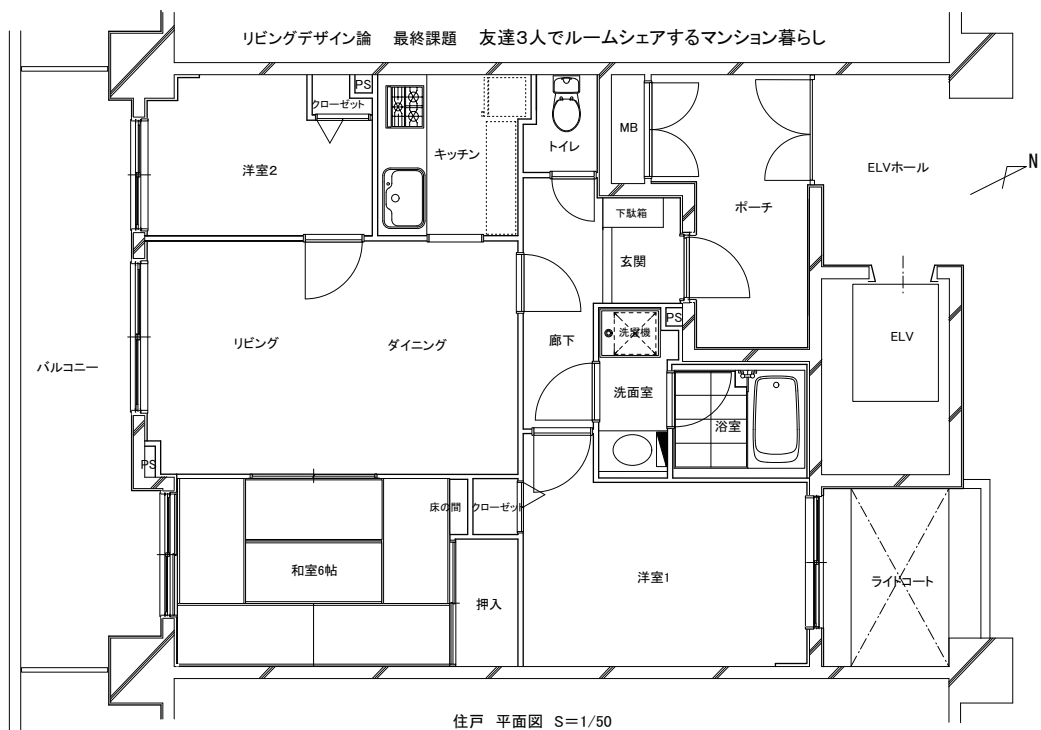 リビングデザイン論 最終課題 友達3人でルームシェアするマンション暮らし
PS
クローゼット
洋室2
キッチン
トイレ
MB
ポーチ
ELVホール
N
下駄箱
玄関
PS
洗濯機
ELV
リビング
ダイニング
廊下
バルコニー
洗面室
浴室
PS
床の間
クローゼット
和室6帖
押入
洋室1
ライトコート
住戸 平面図 S=1/50